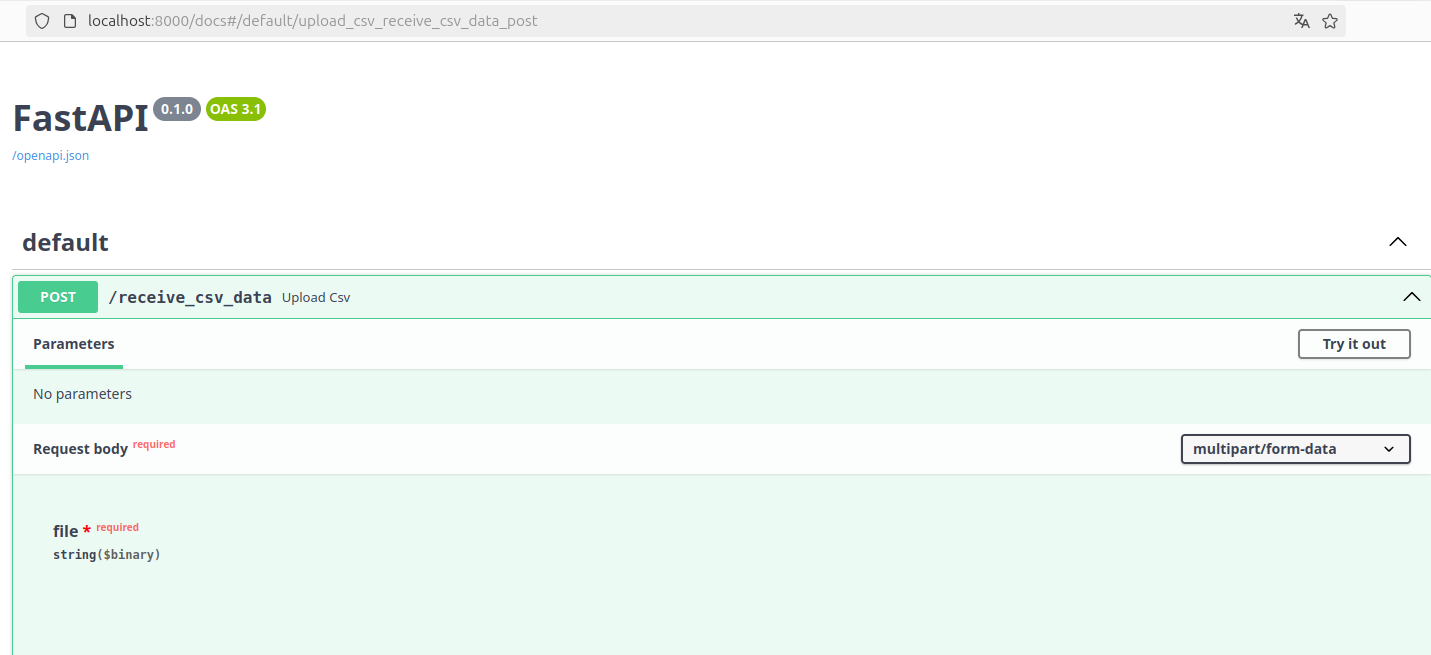 localhost:8000/docs#/default/upload_csv_receive_csv_data_post
FastAPI 0.1.0 OAS 3.1
/openapi.json
default
POST /receive_csv_data Upload Csv
Parameters Try it out
No parameters
Request body required multipart/form-data
file * required
string($binary)